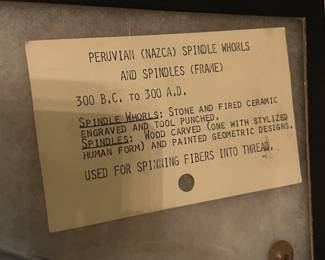 PERUVIAN (NAZCA) SPINDLE WHORLS
AND SPINDLES (FRAME)
300 B.C. TO 300 A.D.
SPINDLE WHORLS: STONE AND FIRED CERAMIC
ENGRAVED AND TOOL PUNCHED.
SPINDLES: WOOD CARVED (ONE WITH STYLIZED
HUMAN FORM) AND PAINTED GEOMETRIC DESIGNS.
USED FOR SPINNING FIBERS INTO THREAD.